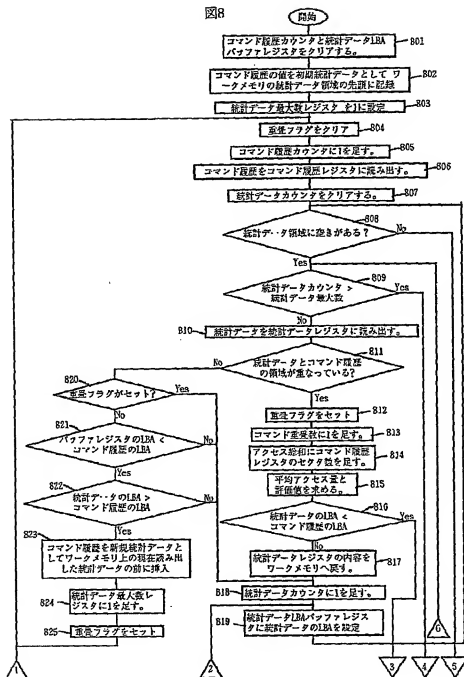 図8
開始
コマンド履歴カウンタと統計データLBA
バッファレジスタをクリアする。
801
コマンド履歴の値を初期統計データとして ワ
ークメモリの統計データ領域の先頭に記録
802
統計データ最大数レジスタ を1に設定
803
重畳フラグをクリア
804
コマンド履歴カウンタに1を足す。
805
コマンド履歴をコマンド履歴レジスタに読み出す。
806
統計データカウンタをクリアする。
807
808
統計データ領域に空きがある?
No
Yes
809
統計データカウンタ >
統計データ最大数
Yes
No
810
統計データを統計データレジスタに読み出す。
811
統計データとコマンド履歴
の領域が重なっている?
No
Yes
820
重畳フラグがセット?
Yes
No
821
バッファレジスタのLBA <
コマンド履歴のLBA
No
Yes
822
統計データのLBA >
コマンド履歴のLBA
No
Yes
823
コマンド履歴を新規統計データと
してワークメモリ上の現在読み出
した統計データの前に挿入
824
統計データ最大数レ
ジスタに1を足す。
825
重畳フラグをセット
重畳フラグをセット
812
コマンド重畳数に1を足す。
813
アクセス総和にコマンド履歴
レジスタのセクタ数を足す。
814
平均アクセス量と
評価値を求める。
815
816
統計データのLBA <
コマンド履歴のLBA
Yes
No
統計データレジスタの内容を
ワークメモリへ戻す。
817
818
統計データカウンタに1を足す。
819
統計データLBAバッファレジス
タに統計データのLBAを設定
1
2
3
4
5
6